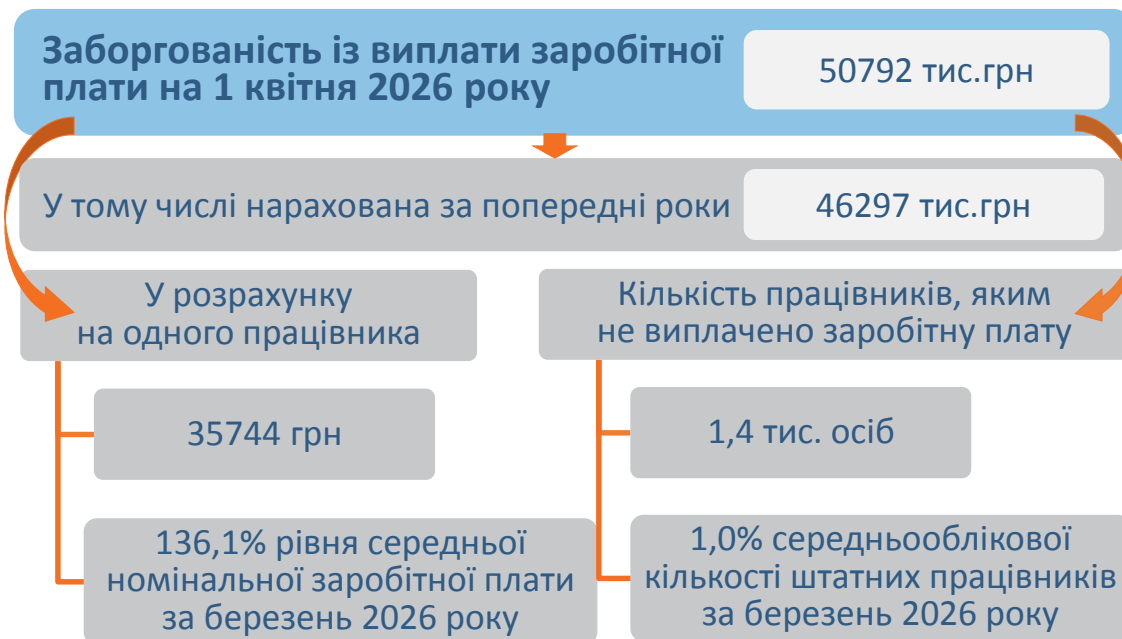 Заборгованість із виплати заробітної
плати на 1 квітня 2026 року
50792 тис.грн
У тому числі нарахована за попередні роки
46297 тис.грн
У розрахунку
на одного працівника
35744 грн
136,1% рівня середньої
номінальної заробітної плати
за березень 2026 року
Кількість працівників, яким
не виплачено заробітну плату
1,4 тис. осіб
1,0% середньооблікової
кількості штатних працівників
за березень 2026 року